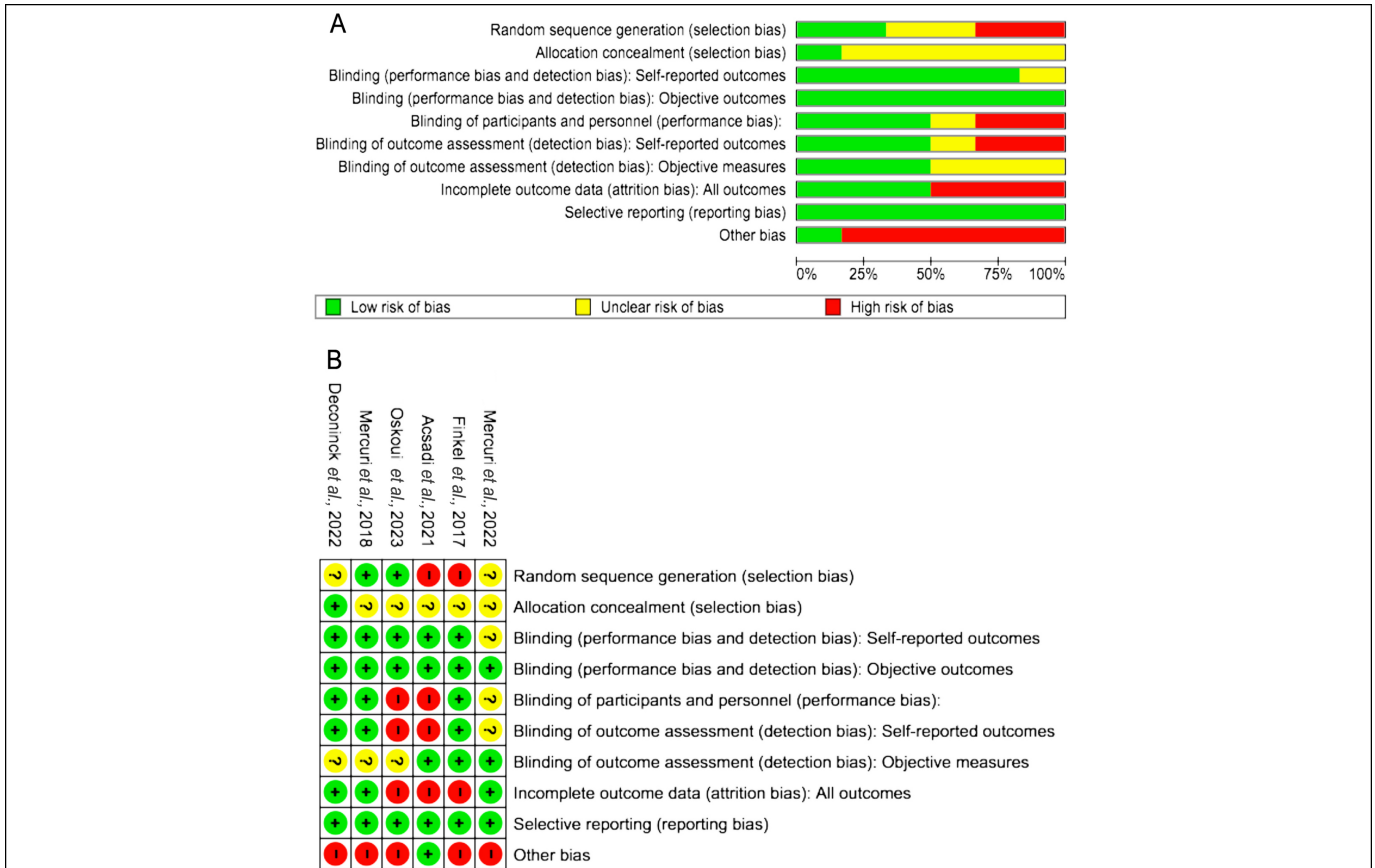 A
Random sequence generation (selection bias)
Allocation concealment (selection bias)
Blinding (performance bias and detection bias): Self-reported outcomes
Blinding (performance bias and detection bias): Objective outcomes
Blinding of participants and personnel (performance bias):
Blinding of outcome assessment (detection bias): Self-reported outcomes
Blinding of outcome assessment (detection bias): Objective measures
Incomplete outcome data (attrition bias): All outcomes
Selective reporting (reporting bias)
Other bias
0% 25% 50% 75% 100%
Low risk of bias Unclear risk of bias High risk of bias
B
Deconinck et al., 2022
Mercuri et al., 2018
Oskoui et al., 2023
Acsadi et al., 2021
Finkel et al., 2017
Mercuri et al., 2022
? + + - - ? Random sequence generation (selection bias)
+ ? ? ? ? ? Allocation concealment (selection bias)
+ + + + + ? Blinding (performance bias and detection bias): Self-reported outcomes
+ + + + + + Blinding (performance bias and detection bias): Objective outcomes
+ + - - + ? Blinding of participants and personnel (performance bias):
+ + - - + ? Blinding of outcome assessment (detection bias): Self-reported outcomes
? ? ? + + + Blinding of outcome assessment (detection bias): Objective measures
+ + - - - + Incomplete outcome data (attrition bias): All outcomes
+ + + + + + Selective reporting (reporting bias)
- - - + - - Other bias